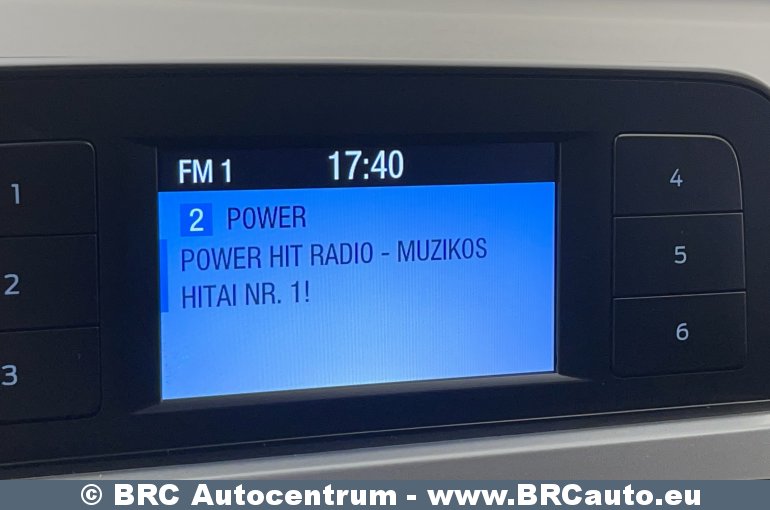 FM 1 17:40
1 2 POWER 4
POWER HIT RADIO - MUZIKOS
2 HITAI NR. 1! 5
3 6
© BRC Autocentrum - www.BRCauto.eu